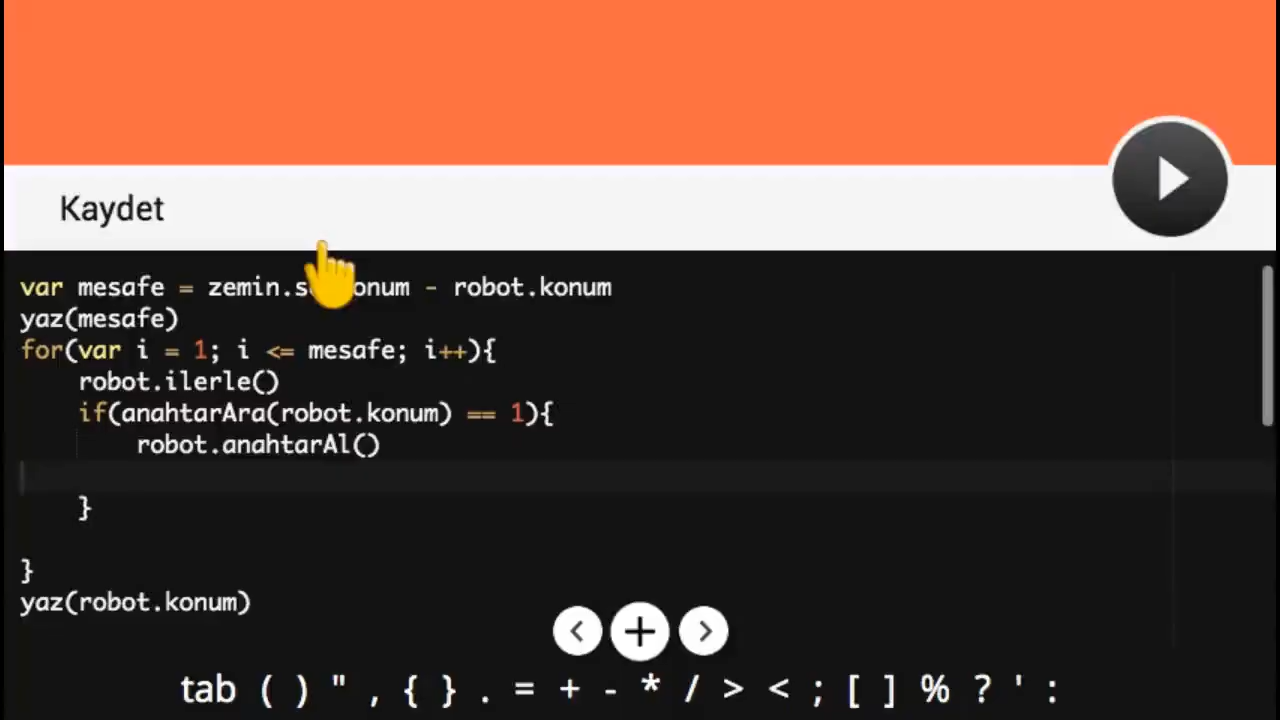 Kaydet
var mesafe = zemin.s onum - robot.konum
yaz(mesafe)
for(var i = 1; i <= mesafe; i++){
robot.ilerle()
if(anahtarAra(robot.konum) == 1){
robot.anahtarAl()
}
}
yaz(robot.konum)
< + >
tab ( ) " , { } . = + - * / > < ; [ ] % ? ' :